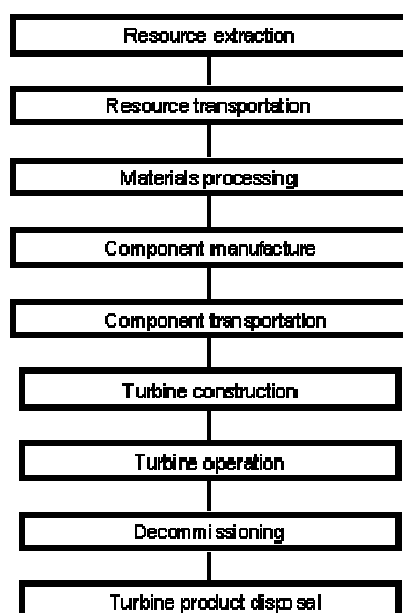 Resource extraction
Resource transportation
Materials processing
Component manufacture
Component transportation
Turbine construction
Turbine operation
Decommissioning
Turbine product disposal